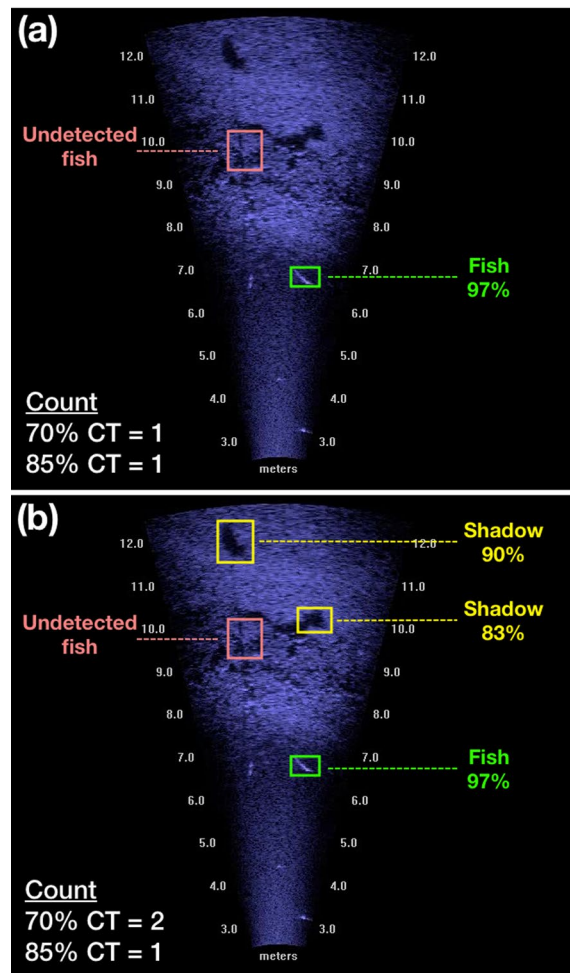 (a)
12.0
11.0
10.0
9.0
8.0
7.0
6.0
5.0
4.0
3.0
12.0
11.0
10.0
9.0
8.0
7.0
6.0
5.0
4.0
3.0
meters
Undetected
fish
Fish
97%
Count
70% CT = 1
85% CT = 1
(b)
12.0
11.0
10.0
9.0
8.0
7.0
6.0
5.0
4.0
3.0
12.0
11.0
10.0
9.0
8.0
7.0
6.0
5.0
4.0
3.0
meters
Shadow
90%
Shadow
83%
Undetected
fish
Fish
97%
Count
70% CT = 2
85% CT = 1